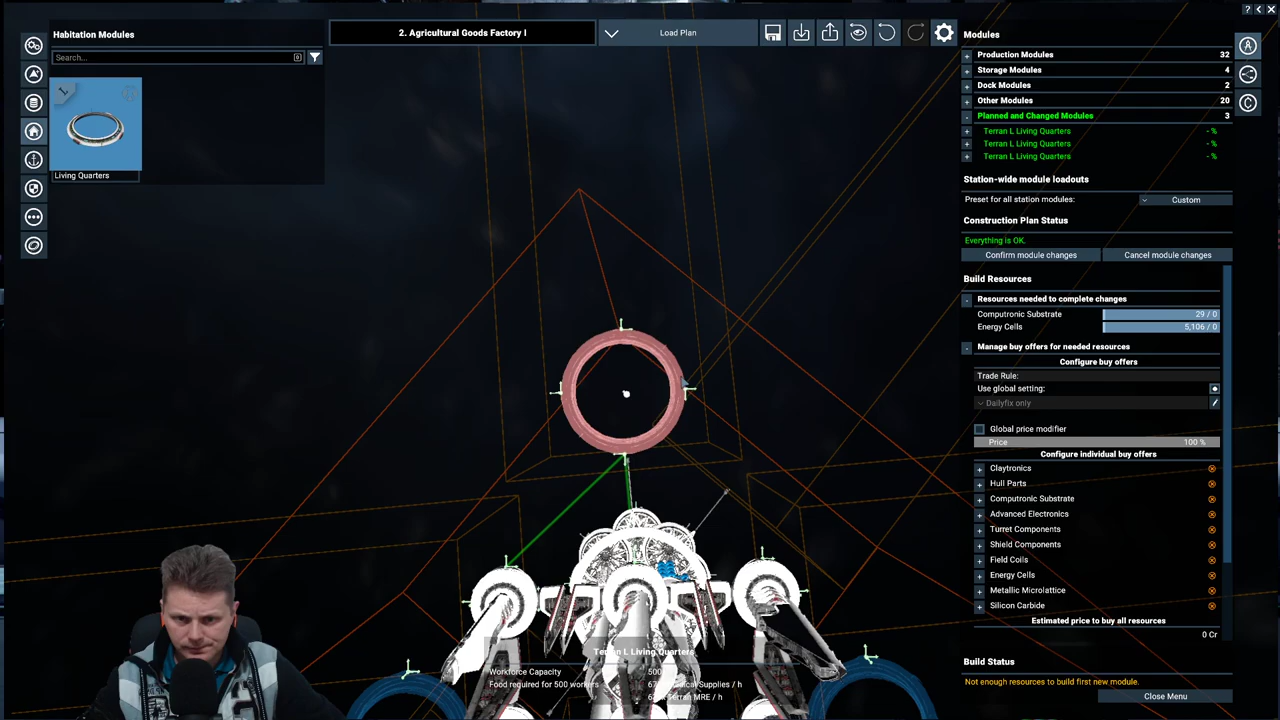 Habitation Modules
Search...
Living Quarters
2. Agricultural Goods Factory I
Load Plan
Modules
Production Modules 32
Storage Modules 4
Dock Modules 2
Other Modules 20
Planned and Changed Modules 3
Terran L Living Quarters - %
Terran L Living Quarters - %
Terran L Living Quarters - %
Station-wide module loadouts
Preset for all station modules: Custom
Construction Plan Status
Everything is OK.
Confirm module changes Cancel module changes
Build Resources
Resources needed to complete changes
Computronic Substrate 29 / 0
Energy Cells 5,106 / 0
Manage buy offers for needed resources
Configure buy offers
Trade Rule:
Use global setting:
Dailyfix only
Global price modifier
Price 100 %
Configure individual buy offers
Claytronics
Hull Parts
Computronic Substrate
Advanced Electronics
Turret Components
Shield Components
Field Coils
Energy Cells
Metallic Microlattice
Silicon Carbide
Estimated price to buy all resources
0 Cr
Build Status
Not enough resources to build first new module.
Close Menu
Terran L Living Quarters
Workforce Capacity 500
Food required for 500 workers Supplies / h
Terran MRE / h